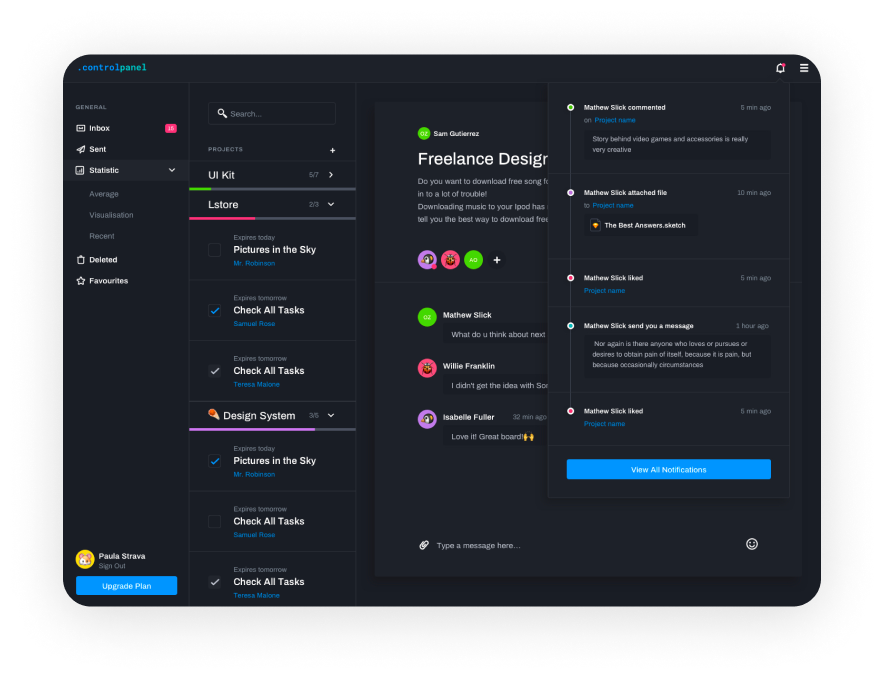 .controlpanel
GENERAL
Inbox
Sent
Statistic
Average
Visualisation
Recent
Deleted
Favourites
Paula Strava
Sign Out
Upgrade Plan
Search...
PROJECTS +
UI Kit 5/7
Lstore 2/3
Expires today
Pictures in the Sky
Mr. Robinson
Expires tomorrow
Check All Tasks
Samuel Rose
Expires tomorrow
Check All Tasks
Teresa Malone
Design System 3/5
Expires today
Pictures in the Sky
Mr. Robinson
Expires tomorrow
Check All Tasks
Samuel Rose
Expires tomorrow
Check All Tasks
Teresa Malone
OZ Sam Gutierrez
Freelance Design
Do you want to download free song fo
in to a lot of trouble!
Downloading music to your Ipod has
tell you the best way to download free
AG +
OZ Mathew Slick
What do u think about next
Willie Franklin
I didn't get the idea with Sor
Isabelle Fuller 32 min ago
Love it! Great board!🙌
Type a message here...
Mathew Slick commented 5 min ago
on Project name
Story behind video games and accessories is really
very creative
Mathew Slick attached file 10 min ago
to Project name
The Best Answers.sketch
Mathew Slick liked 5 min ago
Project name
Mathew Slick send you a message 1 hour ago
Nor again is there anyone who loves or pursues or
desires to obtain pain of itself, because it is pain, but
because occasionally circumstances
Mathew Slick liked 5 min ago
Project name
View All Notifications